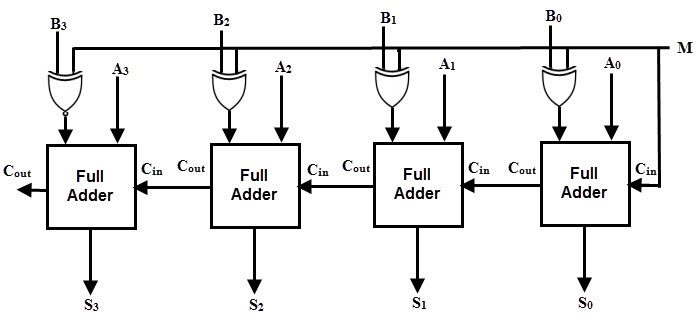 B3 B2 B1 B0
M
A3 A2 A1 A0
Cout Full Adder Cin Cout Full Adder Cin Cout Full Adder Cin Cout Full Adder Cin
S3 S2 S1 S0